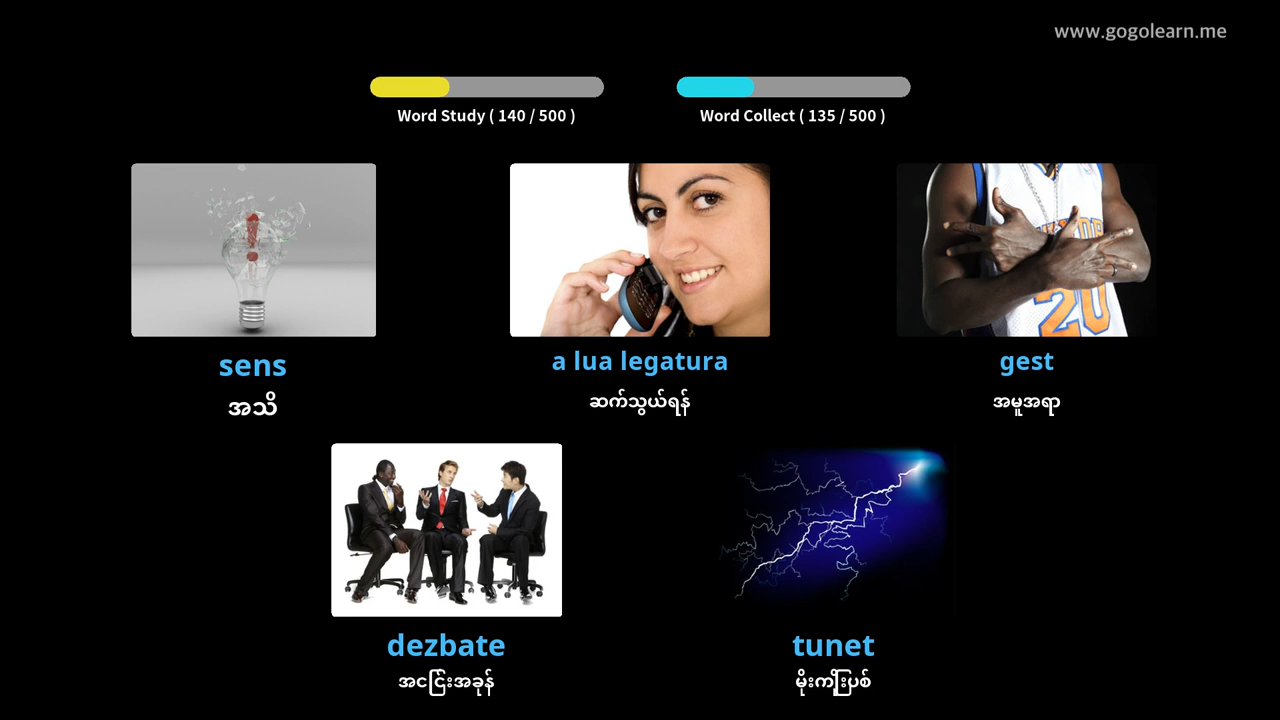 www.gogolearn.me
Word Study ( 140 / 500 )
Word Collect ( 135 / 500 )
sens
အသိ
a lua legatura
ဆက်သွယ်ရန်
gest
အမူအရာ
20
dezbate
အငြင်းအခုန်
tunet
မိုးကြိုးပစ်